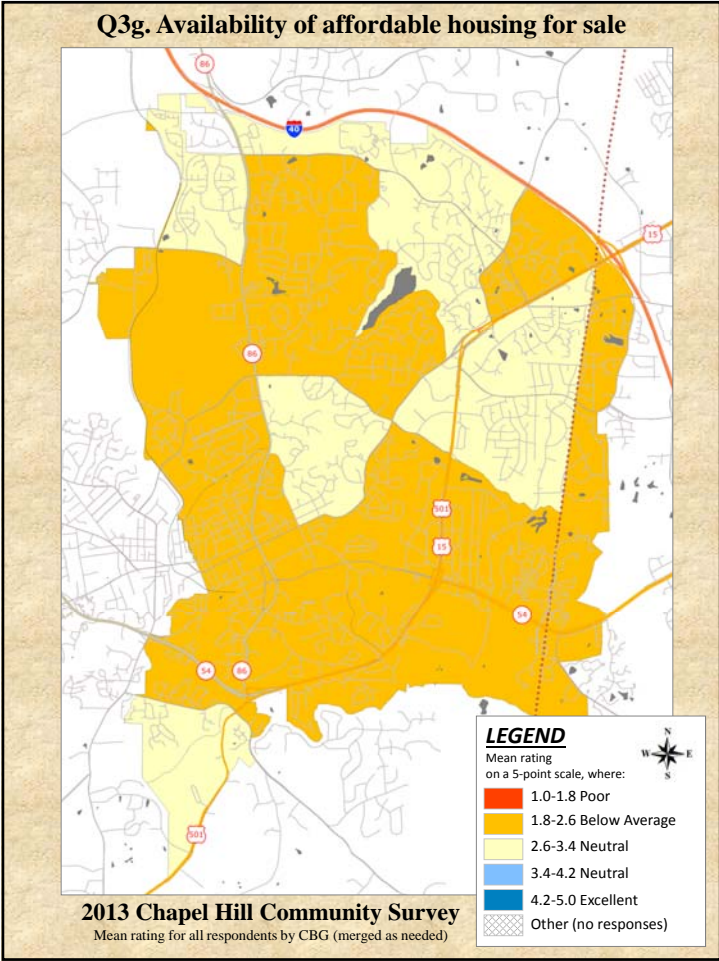 Q3g. Availability of affordable housing for sale
86
40
15
86
501
15
54
54
86
501
LEGEND
Mean rating
on a 5-point scale, where:
N
W E
S
1.0-1.8 Poor
1.8-2.6 Below Average
2.6-3.4 Neutral
3.4-4.2 Neutral
4.2-5.0 Excellent
Other (no responses)
2013 Chapel Hill Community Survey
Mean rating for all respondents by CBG (merged as needed)